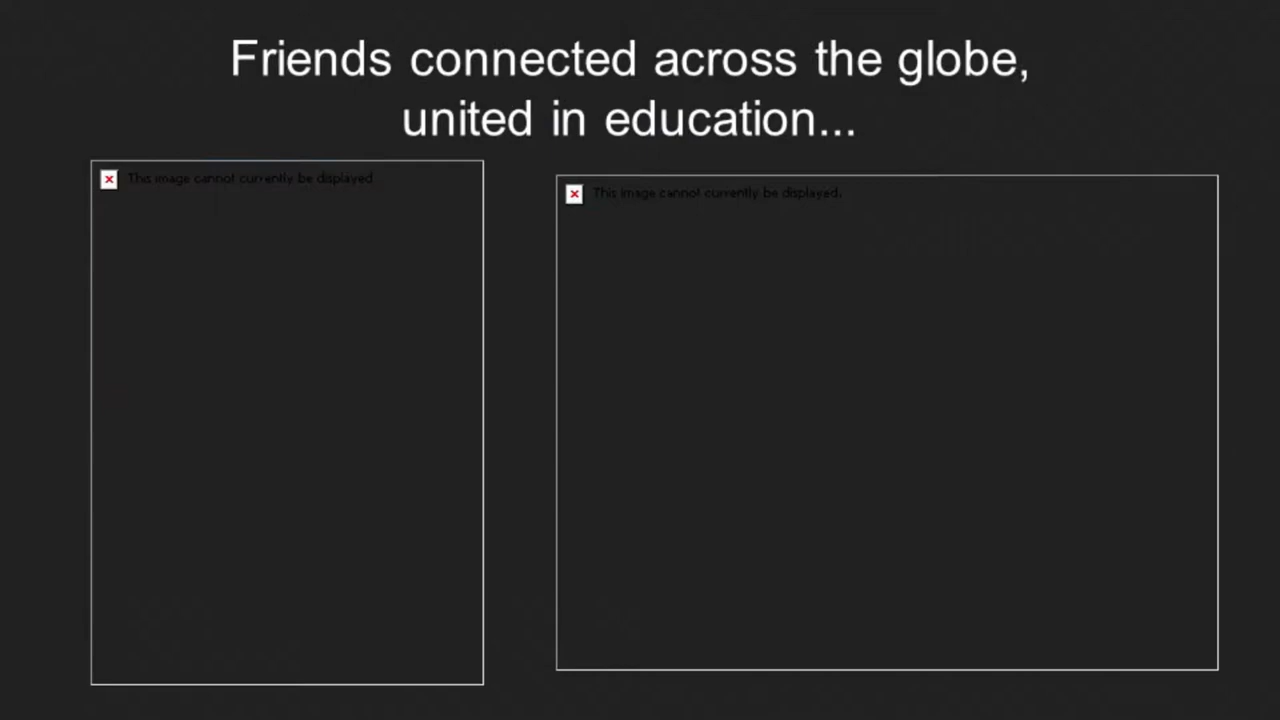 Friends connected across the globe,
united in education...
This image cannot currently be displayed.
This image cannot currently be displayed.